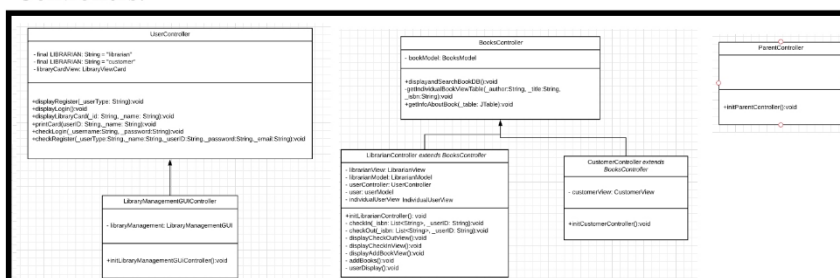 UserController
- final LIBRARIAN: String = "librarian"
- final LIBRARIAN: String = "customer"
- libraryCardView: LibraryViewCard
+displayRegister(_userType: String):void
+displayLogin():void
+displayLibraryCard(_id: String, _name: String):void
+printCard(userID: String, _name: String):void
+checkLogin(_username:String, _password:String):void
+checkRegister(_userType:String,_name:String,_userID:String,_password:String,_email:String):void
LibraryManagementGUIController
- libraryManagement: LibraryManagementGUI
+initLibraryManagementGUIController():void
BooksController
- bookModel: BooksModel
+displayandSearchBookDB():void
-getIndividualBookViewTable(_author:String, _title:String,
_isbn:String):void
+getInfoAboutBook(_table: JTable):void
LibrarianController extends BooksController
- librarianView: LibrarianView
- librarianModel: LibrarianModel
- userController: UserController
- user: userModel
- individualUserView: IndividualUserView
+initLibrarianController(): void
- checkIn(_isbn: List<String>, _userID: String):void
- checkOut(_isbn: List<String>, _userID: String):void
- displayCheckOutView():void
- displayCheckInView():void
- displayAddBookView():void
- addBooks():void
- userDisplay():void
CustomerController extends
BooksController
- customerView: CustomerView
+initCustomerController():void
ParentController
+initParentController():void